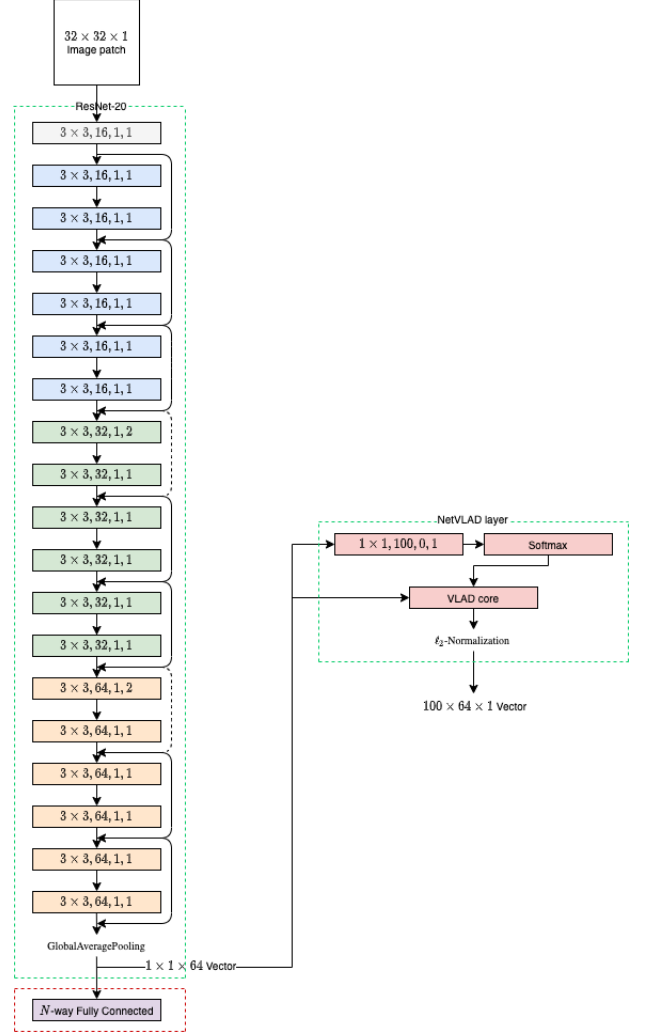 32 × 32 × 1
Image patch
ResNet-20
3 × 3, 16, 1, 1
3 × 3, 16, 1, 1
3 × 3, 16, 1, 1
3 × 3, 16, 1, 1
3 × 3, 16, 1, 1
3 × 3, 16, 1, 1
3 × 3, 16, 1, 1
3 × 3, 32, 1, 2
3 × 3, 32, 1, 1
3 × 3, 32, 1, 1
3 × 3, 32, 1, 1
3 × 3, 32, 1, 1
3 × 3, 32, 1, 1
3 × 3, 64, 1, 2
3 × 3, 64, 1, 1
3 × 3, 64, 1, 1
3 × 3, 64, 1, 1
3 × 3, 64, 1, 1
3 × 3, 64, 1, 1
GlobalAveragePooling
1 × 1 × 64 Vector
N-way Fully Connected
NetVLAD layer
1 × 1, 100, 0, 1
Softmax
VLAD core
ℓ₂-Normalization
100 × 64 × 1 Vector